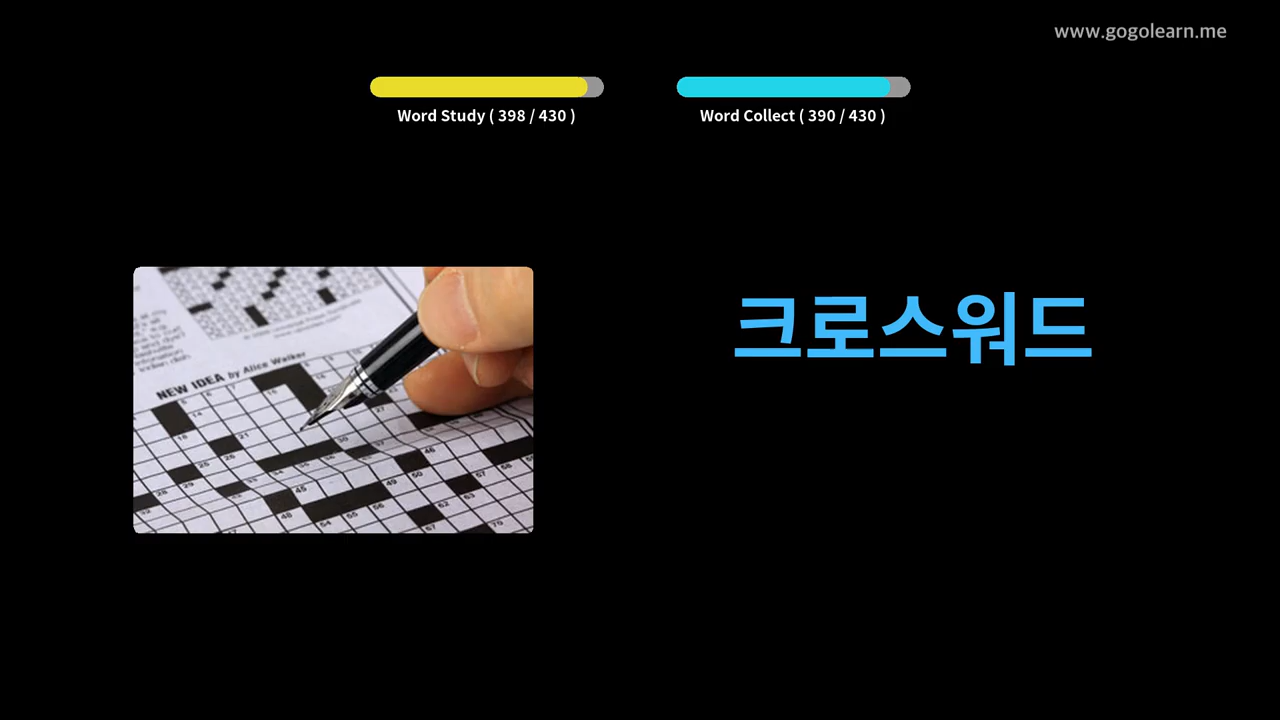 www.gogolearn.me
Word Study ( 398 / 430 )
Word Collect ( 390 / 430 )
크로스워드
NEW IDEA by Alice Walker